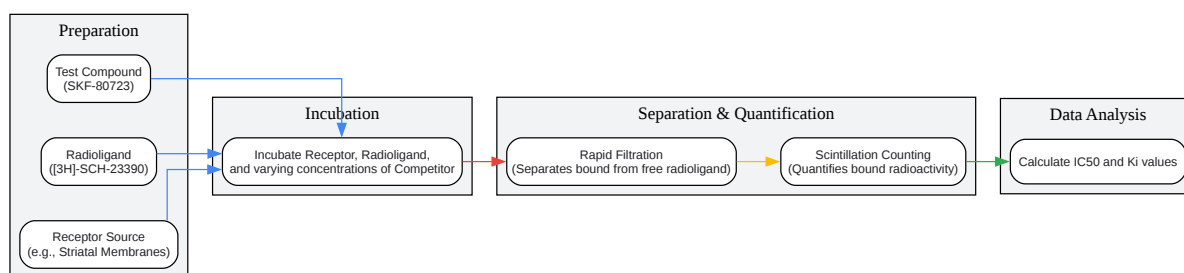 Preparation
Test Compound
(SKF-80723)
Radioligand
([3H]-SCH-23390)
Receptor Source
(e.g., Striatal Membranes)
Incubation
Incubate Receptor, Radioligand,
and varying concentrations of Competitor
Separation & Quantification
Rapid Filtration
(Separates bound from free radioligand)
Scintillation Counting
(Quantifies bound radioactivity)
Data Analysis
Calculate IC50 and Ki values